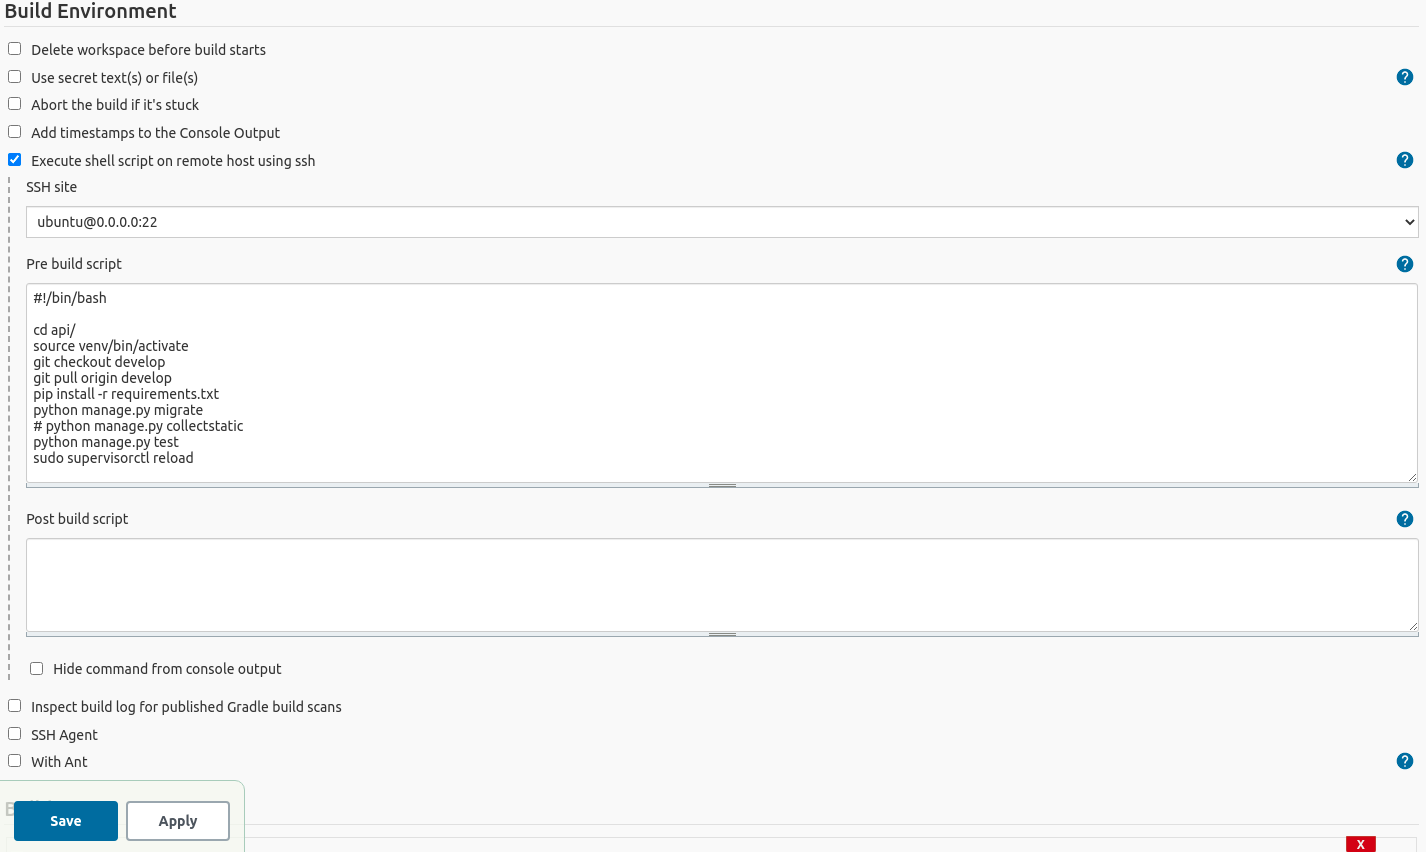 Build Environment
Delete workspace before build starts
Use secret text(s) or file(s)
?
Abort the build if it's stuck
Add timestamps to the Console Output
Execute shell script on remote host using ssh
?
SSH site
ubuntu@0.0.0.0:22
Pre build script
?
#!/bin/bash
cd api/
source venv/bin/activate
git checkout develop
git pull origin develop
pip install -r requirements.txt
python manage.py migrate
# python manage.py collectstatic
python manage.py test
sudo supervisorctl reload
Post build script
?
Hide command from console output
Inspect build log for published Gradle build scans
SSH Agent
With Ant
?
Save
Apply
X